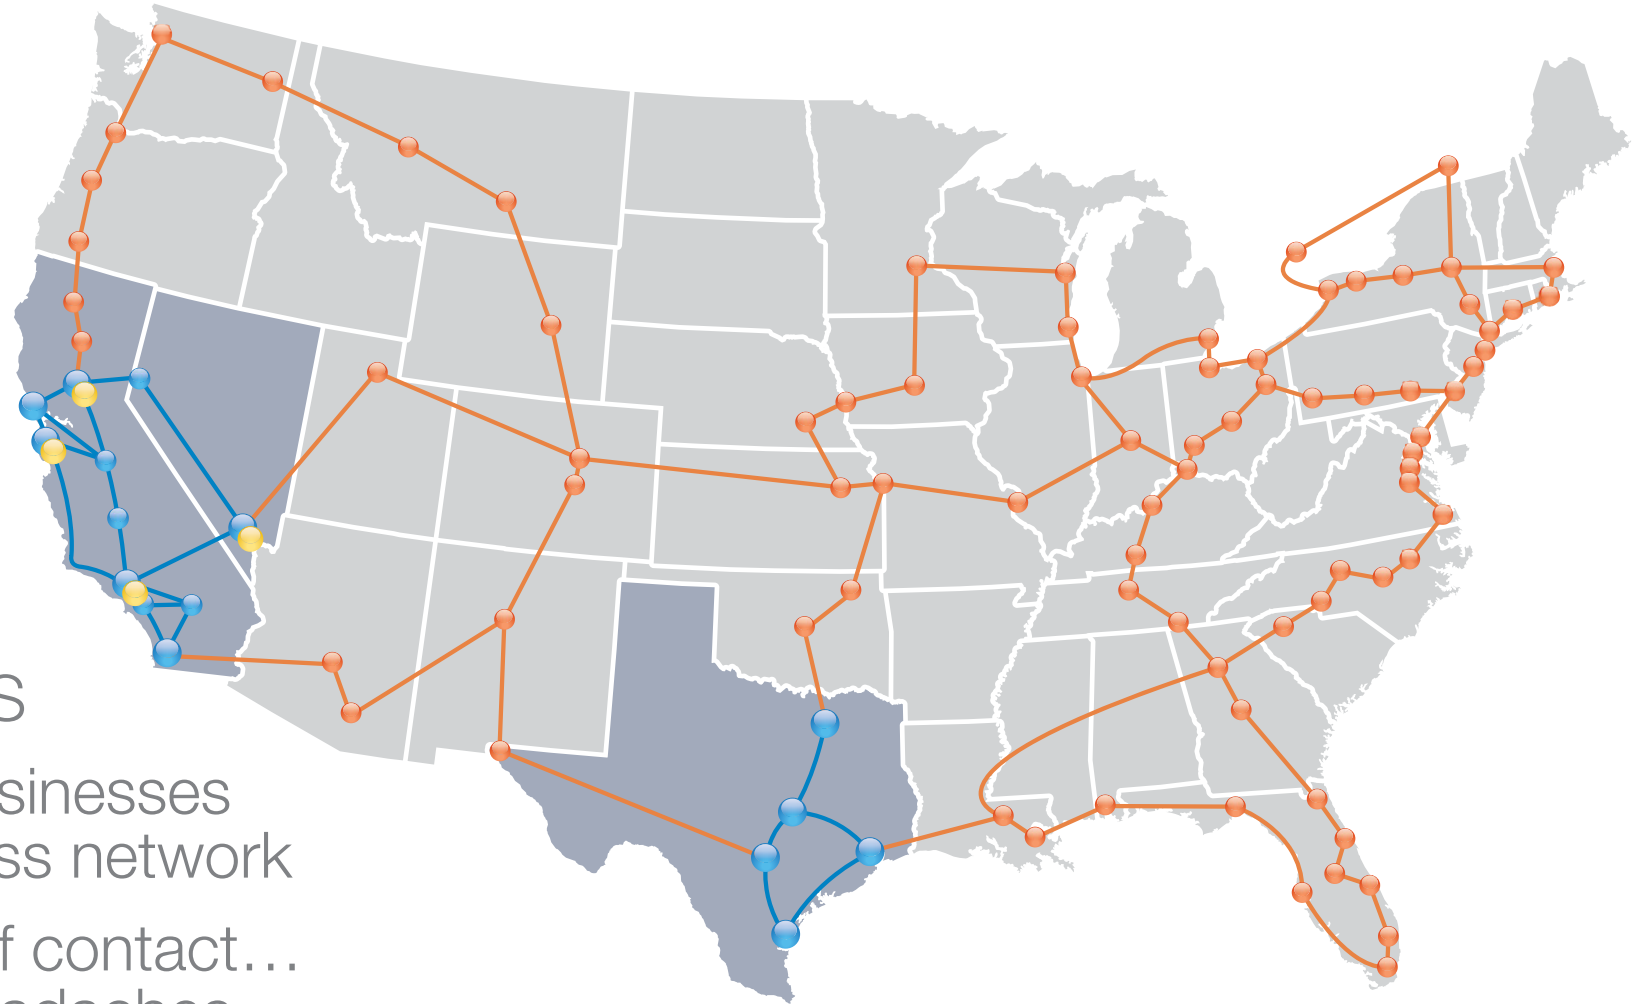 s
sinesses
ss network
f contact…